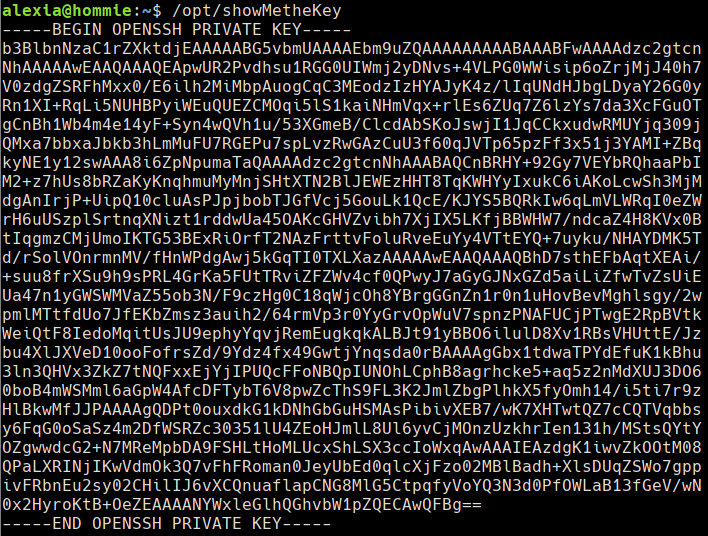 alexia@hommie:~$ /opt/showMetheKey
-----BEGIN OPENSSH PRIVATE KEY-----
b3BlbnNzaC1rZXktdjEAAAAABG5vbmUAAAAEbm9uZQAAAAAAAAABAAABFwAAAAdzc2gtcn
NhAAAAAwEAAQAAAQEApwUR2Pvdhsu1RGG0UIWmj2yDNvs+4VLPG0WWisip6oZrjMjJ40h7
V0zdgZSRFhMxx0/E6ilh2MiMbpAuogCqC3MEodzIzHYAJyK4z/lIqUNdHJbgLDyaY26G0y
Rn1XI+RqLi5NUHBPyiWEuQUEZCMOqi5lS1kaiNHmVqx+rlEs6ZUq7Z6lzYs7da3XcFGuOT
gCnBh1Wb4m4e14yF+Syn4wQVh1u/53XGmeB/ClcdAbSKoJswjI1JqCCkxudwRMUYjq309j
QMxa7bbxaJbkb3hLmMuFU7RGEPu7spLvzRwGAzCuU3f60qJVTp65pzFf3x51j3YAMI+ZBq
kyNE1y12swAAA8i6ZpNpumaTaQAAAAdzc2gtcnNhAAABAQCnBRHY+92Gy7VEYbRQhaaPbI
M2+z7hUs8bRZaKyKnqhmuMyMnjSHtXTN2BlJEWEzHHT8TqKWHYyIxukC6iAKoLcwSh3MjM
dgAnIrjP+UipQ10cluAsPJpjbobTJGfVcj5GouLk1QcE/KJYS5BQRkIw6qLmVLWRqI0eZW
rH6uUSzplSrtnqXNizt1rddwUa45OAKcGHVZvibh7XjIX5LKfjBBWHW7/ndcaZ4H8KVx0B
tIqgmzCMjUmoIKTG53BExRiOrfT2NAzFrttvFoluRveEuYy4VTtEYQ+7uyku/NHAYDMK5T
d/rSolVOnrmnMV/fHnWPdgAwj5kGqTI0TXLXazAAAAAwEAAQAAAQBhD7sthEFbAqtXEAi/
+suu8frXSu9h9sPRL4GrKa5FUtTRviZFZWv4cf0QPwyJ7aGyGJNxGZd5aiLiZfwTvZsUiE
Ua47n1yGWSWMVaZ55ob3N/F9czHg0C18qWjcOh8YBrgGGnZn1r0n1uHovBevMghlsgy/2w
pmlMTtfdUo7JfEKbZmsz3auih2/64rmVp3r0YyGrvOpWuV7spnzPNAFUCjPTwgE2RpBVtk
WeiQtF8IedoMqitUsJU9ephyYqvjRemEugkqkALBJt91yBBO6ilulD8Xv1RBsVHUttE/Jz
bu4XlJXVeD10ooFofrsZd/9Ydz4fx49GwtjYnqsda0rBAAAAgGbx1tdwaTPYdEfuK1kBhu
3ln3QHVx3ZkZ7tNQFxxEjYjIPUQcFFoNBQpIUNOhLCphB8agrhcke5+aq5z2nMdXUJ3DO6
0boB4mWSMml6aGpW4AfcDFTybT6V8pwZcThS9FL3K2JmlZbgPlhkX5fyOmh14/i5ti7r9z
HlBkwMfJJPAAAAgQDPt0ouxdkG1kDNhGbGuHSMAsPibivXEB7/wK7XHTwtQZ7cCQTVqbbs
y6FqG0oSaSz4m2DfWSRZc30351lU4ZEoHJmlL8Ul6yvCjMOnzUzkhrIen131h/MStsQYtY
OZgwwdcG2+N7MReMpbDA9FSHLtHoMLUcxShLSX3ccIoWxqAwAAAIEAzdgK1iwvZkOOtM08
QPaLXRINjIKwVdmOk3Q7vFhFRoman0JeyUbEd0qlcXjFzo02MBlBadh+XlsDUqZSWo7gpp
ivFRbnEu2sy02CHilIJ6vXCQnuaflapCNG8MlG5CtpqfyVoYQ3N3d0PfOWLaB13fGeV/wN
0x2HyroKtB+OeZEAAAANYWxleGlhQGhvbW1pZQECAwQFBg==
-----END OPENSSH PRIVATE KEY-----